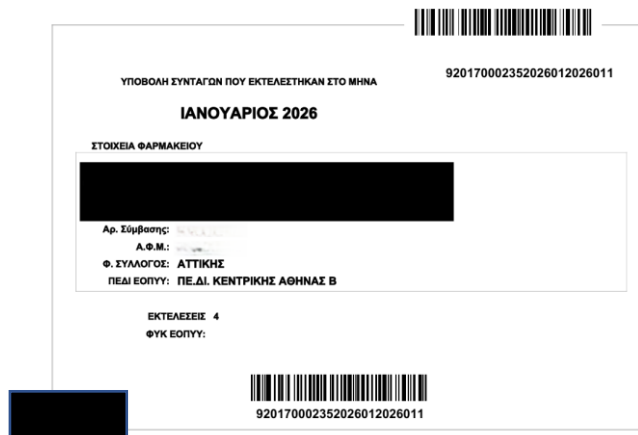 92017000235202601202601​1
ΥΠΟΒΟΛΗ ΣΥΝΤΑΓΩΝ ΠΟΥ ΕΚΤΕΛΕΣΤΗΚΑΝ ΣΤΟ ΜΗΝΑ
ΙΑΝΟΥΑΡΙΟΣ 2026
ΣΤΟΙΧΕΙΑ ΦΑΡΜΑΚΕΙΟΥ
Αρ. Σύμβασης:
Α.Φ.Μ.:
Φ. ΣΥΛΛΟΓΟΣ: ΑΤΤΙΚΗΣ
ΠΕΔΙ ΕΟΠΥΥ: ΠΕ.ΔΙ. ΚΕΝΤΡΙΚΗΣ ΑΘΗΝΑΣ Β
ΕΚΤΕΛΕΣΕΙΣ 4
ΦΥΚ ΕΟΠΥΥ:
920170002352026012026011